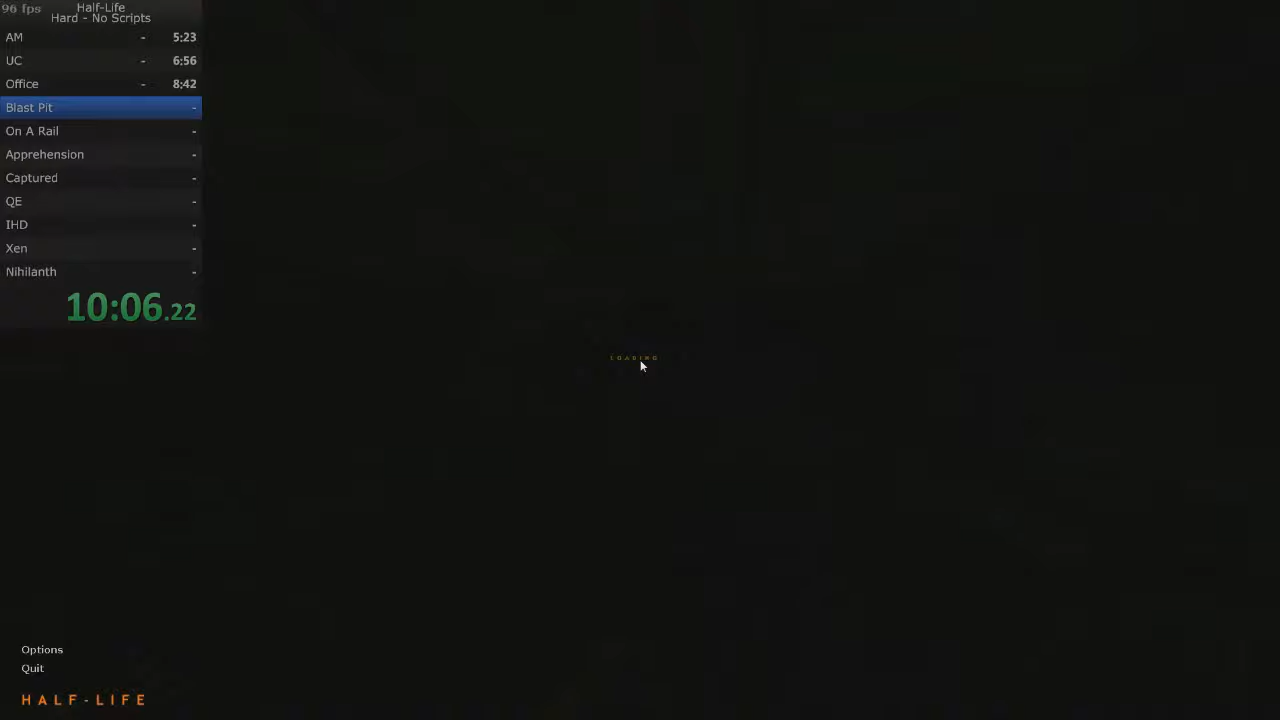 96 fps
Half-Life
Hard - No Scripts
AM - 5:23
UC - 6:56
Office - 8:42
Blast Pit -
On A Rail -
Apprehension -
Captured -
QE -
IHD -
Xen -
Nihilanth -
10:06.22
LOADING
Options
Quit
HALF-LIFE